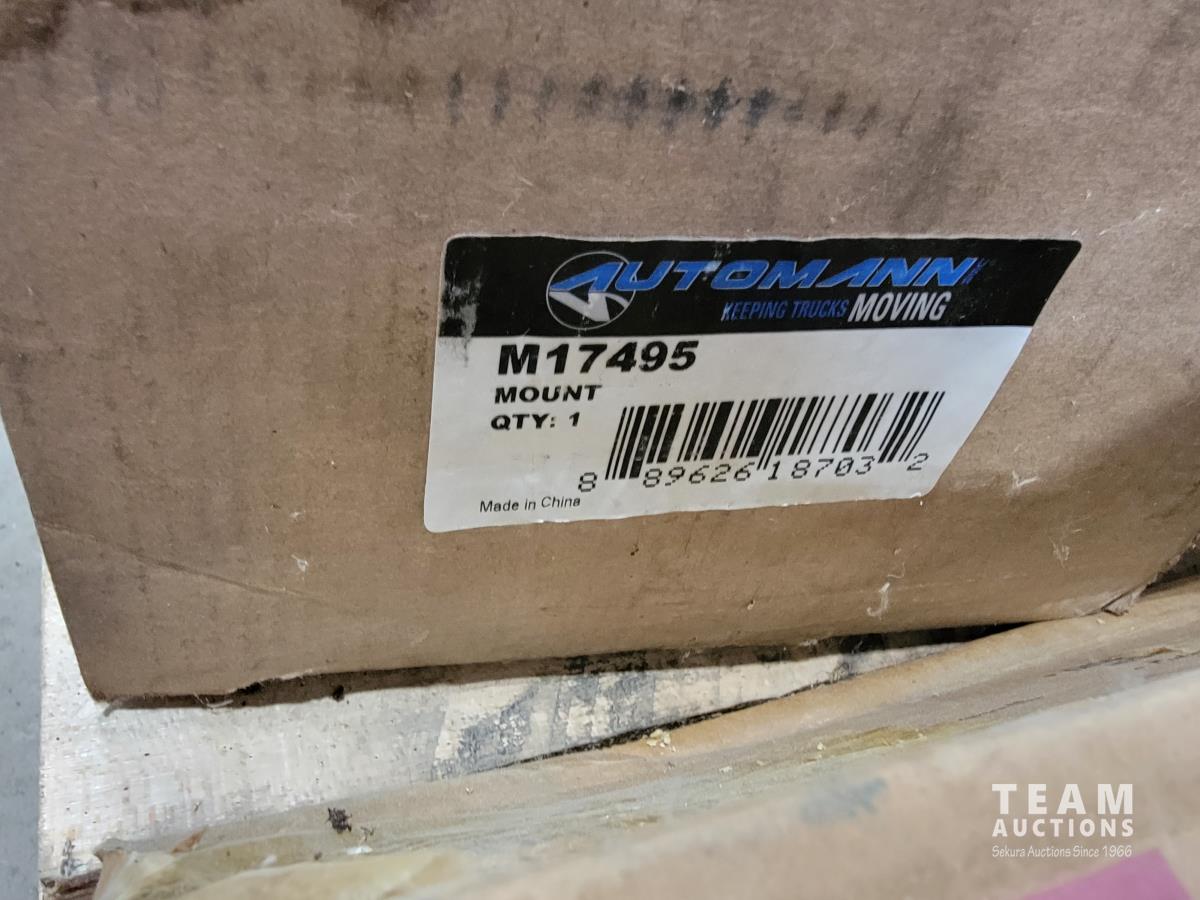 AUTOMANN
KEEPING TRUCKS MOVING
M17495
MOUNT
QTY: 1
8 89626 18703 2
Made in China
TEAM
AUCTIONS
Sekura Auctions Since 1966